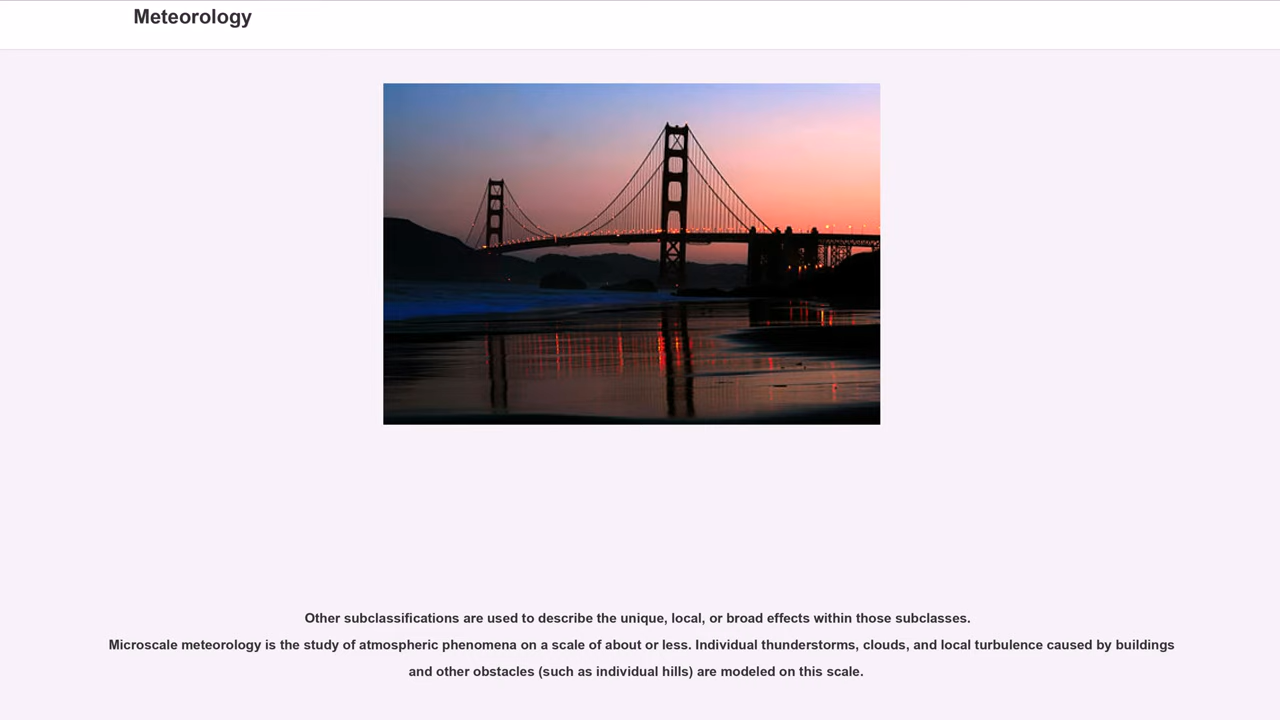 Meteorology
Other subclassifications are used to describe the unique, local, or broad effects within those subclasses.
Microscale meteorology is the study of atmospheric phenomena on a scale of about or less. Individual thunderstorms, clouds, and local turbulence caused by buildings
and other obstacles (such as individual hills) are modeled on this scale.